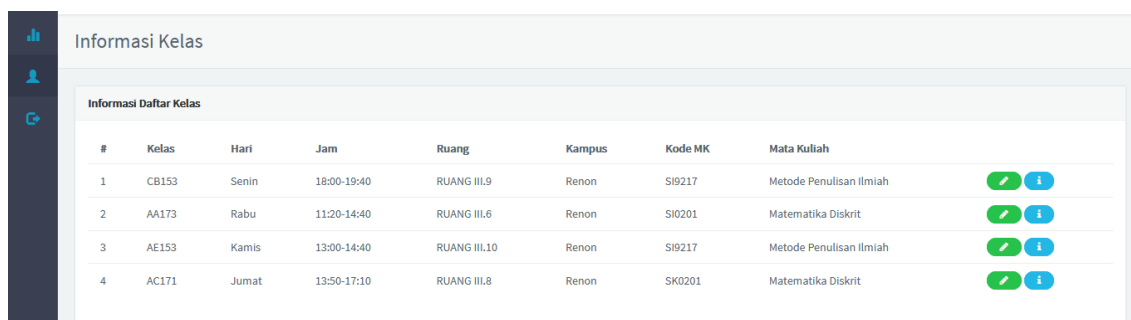 Informasi Kelas
Informasi Daftar Kelas
# Kelas Hari Jam Ruang Kampus Kode MK Mata Kuliah
1 CB153 Senin 18:00-19:40 RUANG III.9 Renon SI9217 Metode Penulisan Ilmiah
2 AA173 Rabu 11:20-14:40 RUANG III.6 Renon SI0201 Matematika Diskrit
3 AE153 Kamis 13:00-14:40 RUANG III.10 Renon SI9217 Metode Penulisan Ilmiah
4 AC171 Jumat 13:50-17:10 RUANG III.8 Renon SK0201 Matematika Diskrit